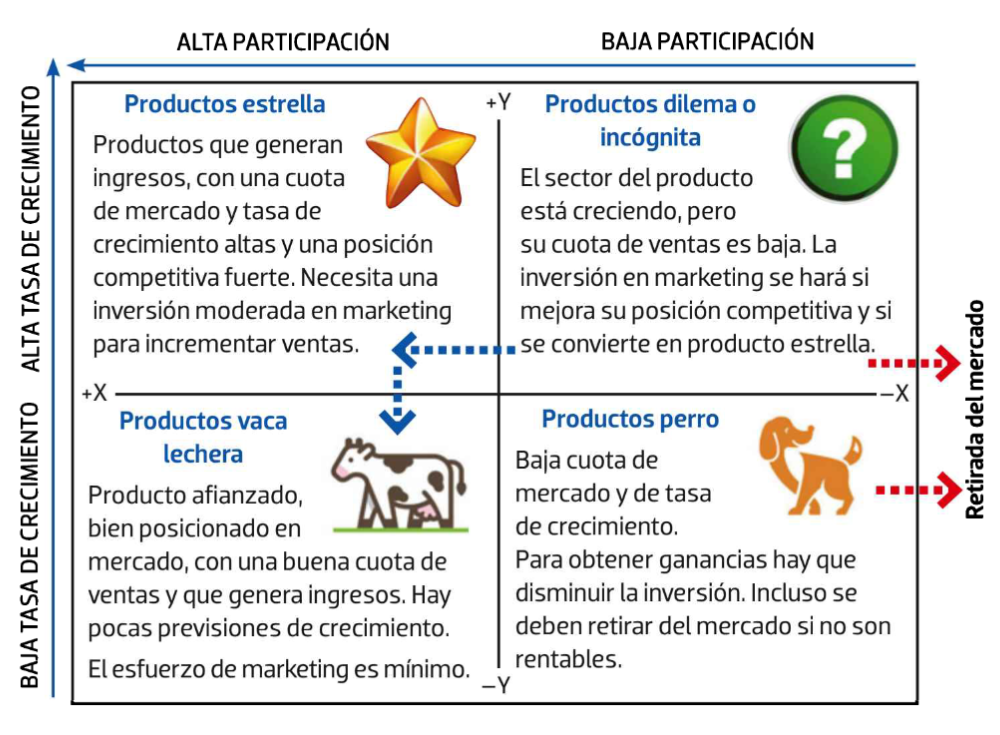 ALTA PARTICIPACIÓN
BAJA PARTICIPACIÓN
ALTA TASA DE CRECIMIENTO
Productos estrella
Productos que generan
ingresos, con una cuota
de mercado y tasa de
crecimiento altas y una posición
competitiva fuerte. Necesita una
inversión moderada en marketing
para incrementar ventas.
+Y
Productos dilema o
incógnita
?
El sector del producto
está creciendo, pero
su cuota de ventas es baja. La
inversión en marketing se hará si
mejora su posición competitiva y si
se convierte en producto estrella.
+X
–X
BAJA TASA DE CRECIMIENTO
Productos vaca
lechera
Producto afianzado,
bien posicionado en
mercado, con una buena cuota de
ventas y que genera ingresos. Hay
pocas previsiones de crecimiento.
El esfuerzo de marketing es mínimo.
–Y
Productos perro
Baja cuota de
mercado y de tasa
de crecimiento.
Para obtener ganancias hay que
disminuir la inversión. Incluso se
deben retirar del mercado si no son
rentables.
Retirada del mercado